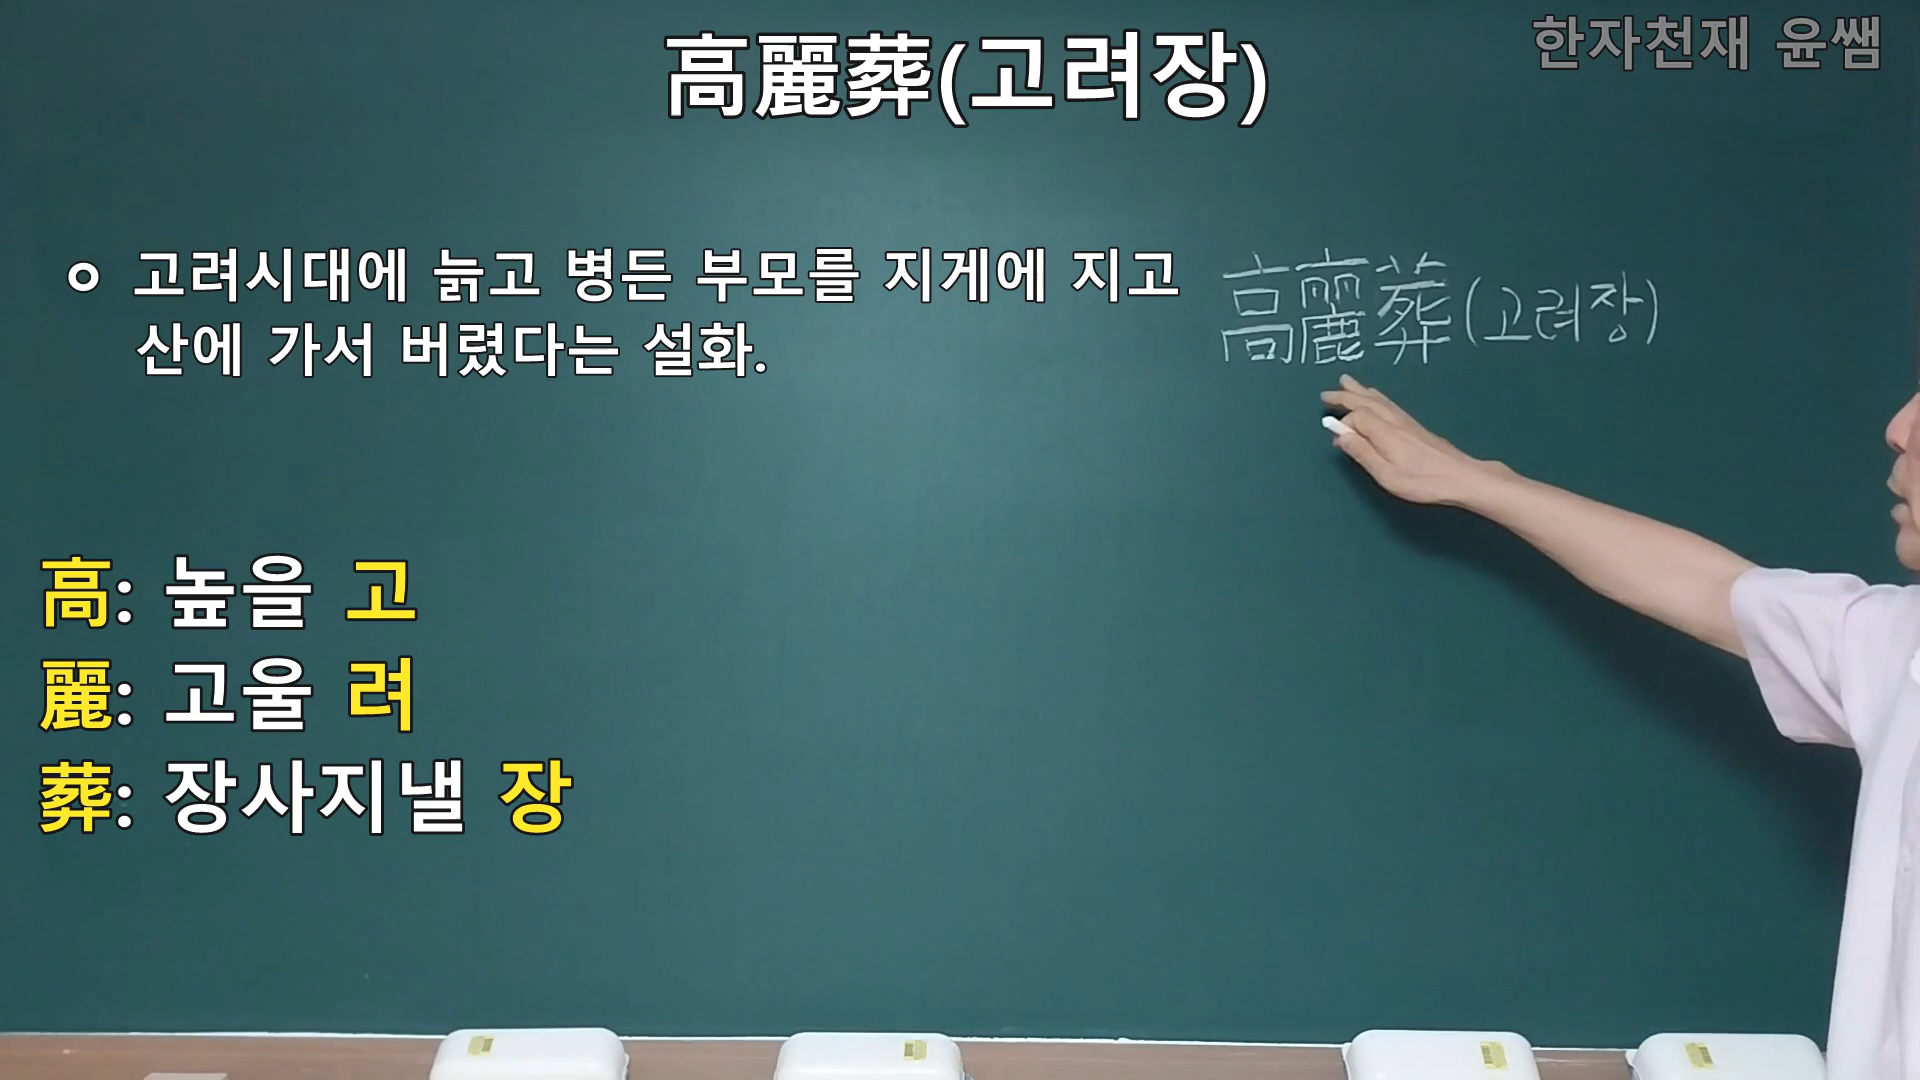 高麗葬(고려장)
한자천재 윤쌤
ㅇ 고려시대에 늙고 병든 부모를 지게에 지고
산에 가서 버렸다는 설화.
高麗葬(고려장)
高: 높을 고
麗: 고울 려
葬: 장사지낼 장